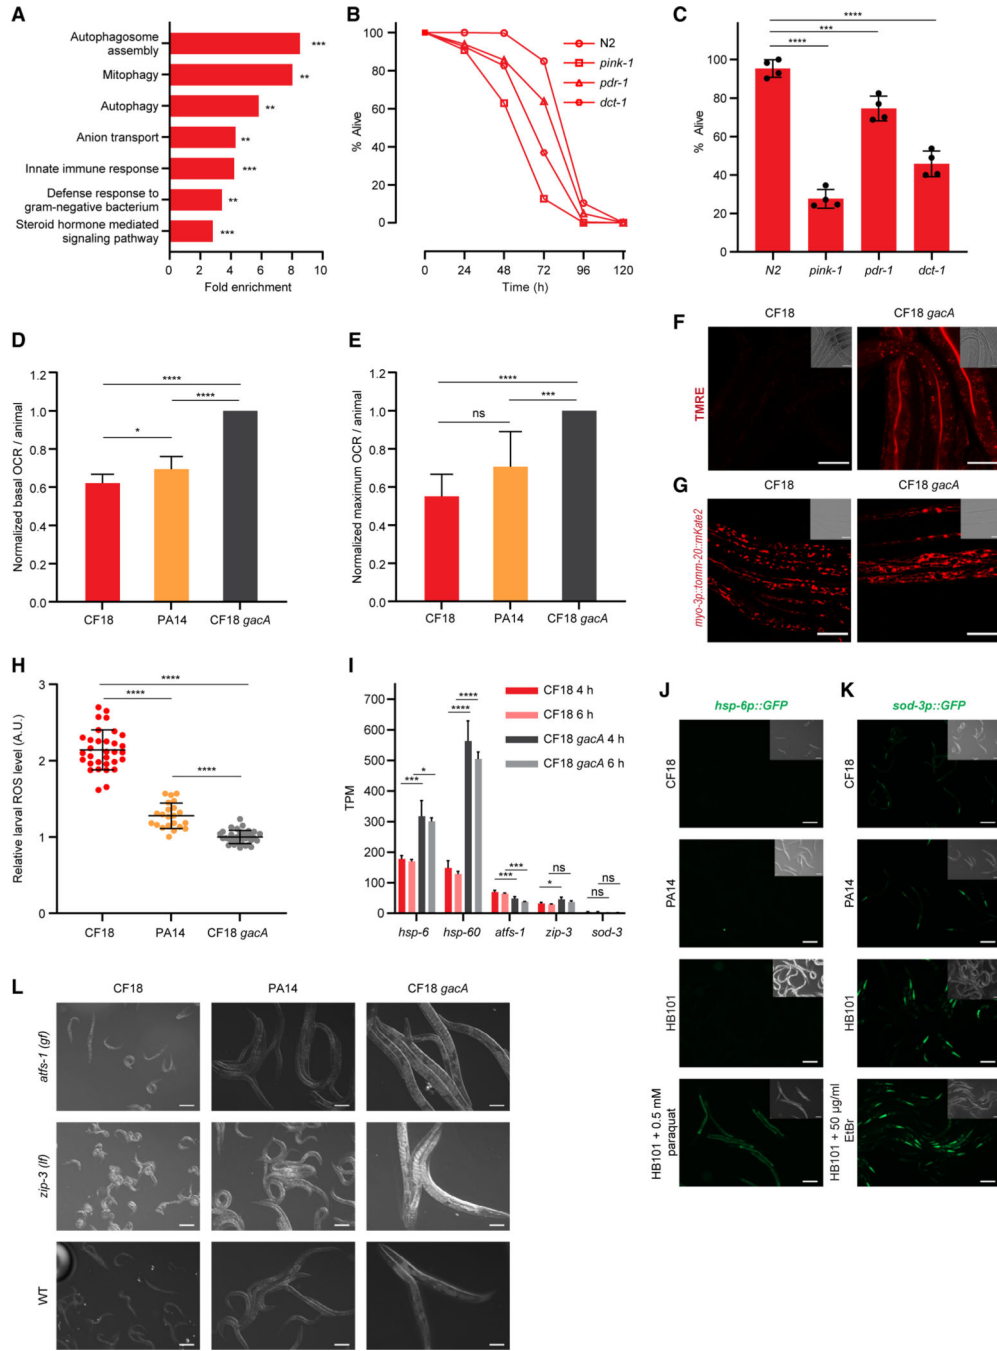 A
Autophagosome
assembly
Mitophagy
Autophagy
Anion transport
Innate immune response
Defense response to
gram-negative bacterium
Steroid hormone mediated
signaling pathway
***
**
**
**
***
**
***
0 2 4 6 8 10
Fold enrichment
B
% Alive
100
80
60
40
20
0
N2
pink-1
pdr-1
dct-1
0 24 48 72 96 120
Time (h)
C
% Alive
****
***
****
100
80
60
40
20
0
N2 pink-1 pdr-1 dct-1
D
Normalized basal OCR / animal
1.2
1.0
0.8
0.6
0.4
0.2
0.0
****
****
*
CF18 PA14 CF18 gacA
E
Normalized maximum OCR / animal
1.2
1.0
0.8
0.6
0.4
0.2
0.0
****
***
ns
CF18 PA14 CF18 gacA
F
CF18 CF18 gacA
TMRE
G
CF18 CF18 gacA
myo-3p::tomm-20::mKate2
H
Relative larval ROS level (A.U.)
3
2
1
0
****
****
****
CF18 PA14 CF18 gacA
I
TPM
700
600
500
400
300
200
100
0
CF18 4 h
CF18 6 h
CF18 gacA 4 h
CF18 gacA 6 h
****
****
*
***
***
***
ns
*
ns
ns
hsp-6 hsp-60 atfs-1 zip-3 sod-3
J
hsp-6p::GFP
CF18
PA14
HB101
HB101 + 0.5 mM
paraquat
K
sod-3p::GFP
CF18
PA14
HB101
HB101 + 50 µg/ml
EtBr
L
CF18 PA14 CF18 gacA
atfs-1 (gf)
zip-3 (lf)
WT